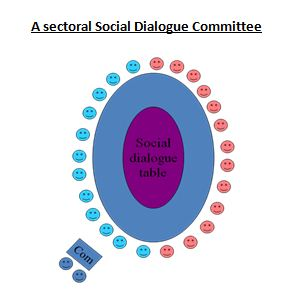 A sectoral Social Dialogue Committee
Social
dialogue
table
Com